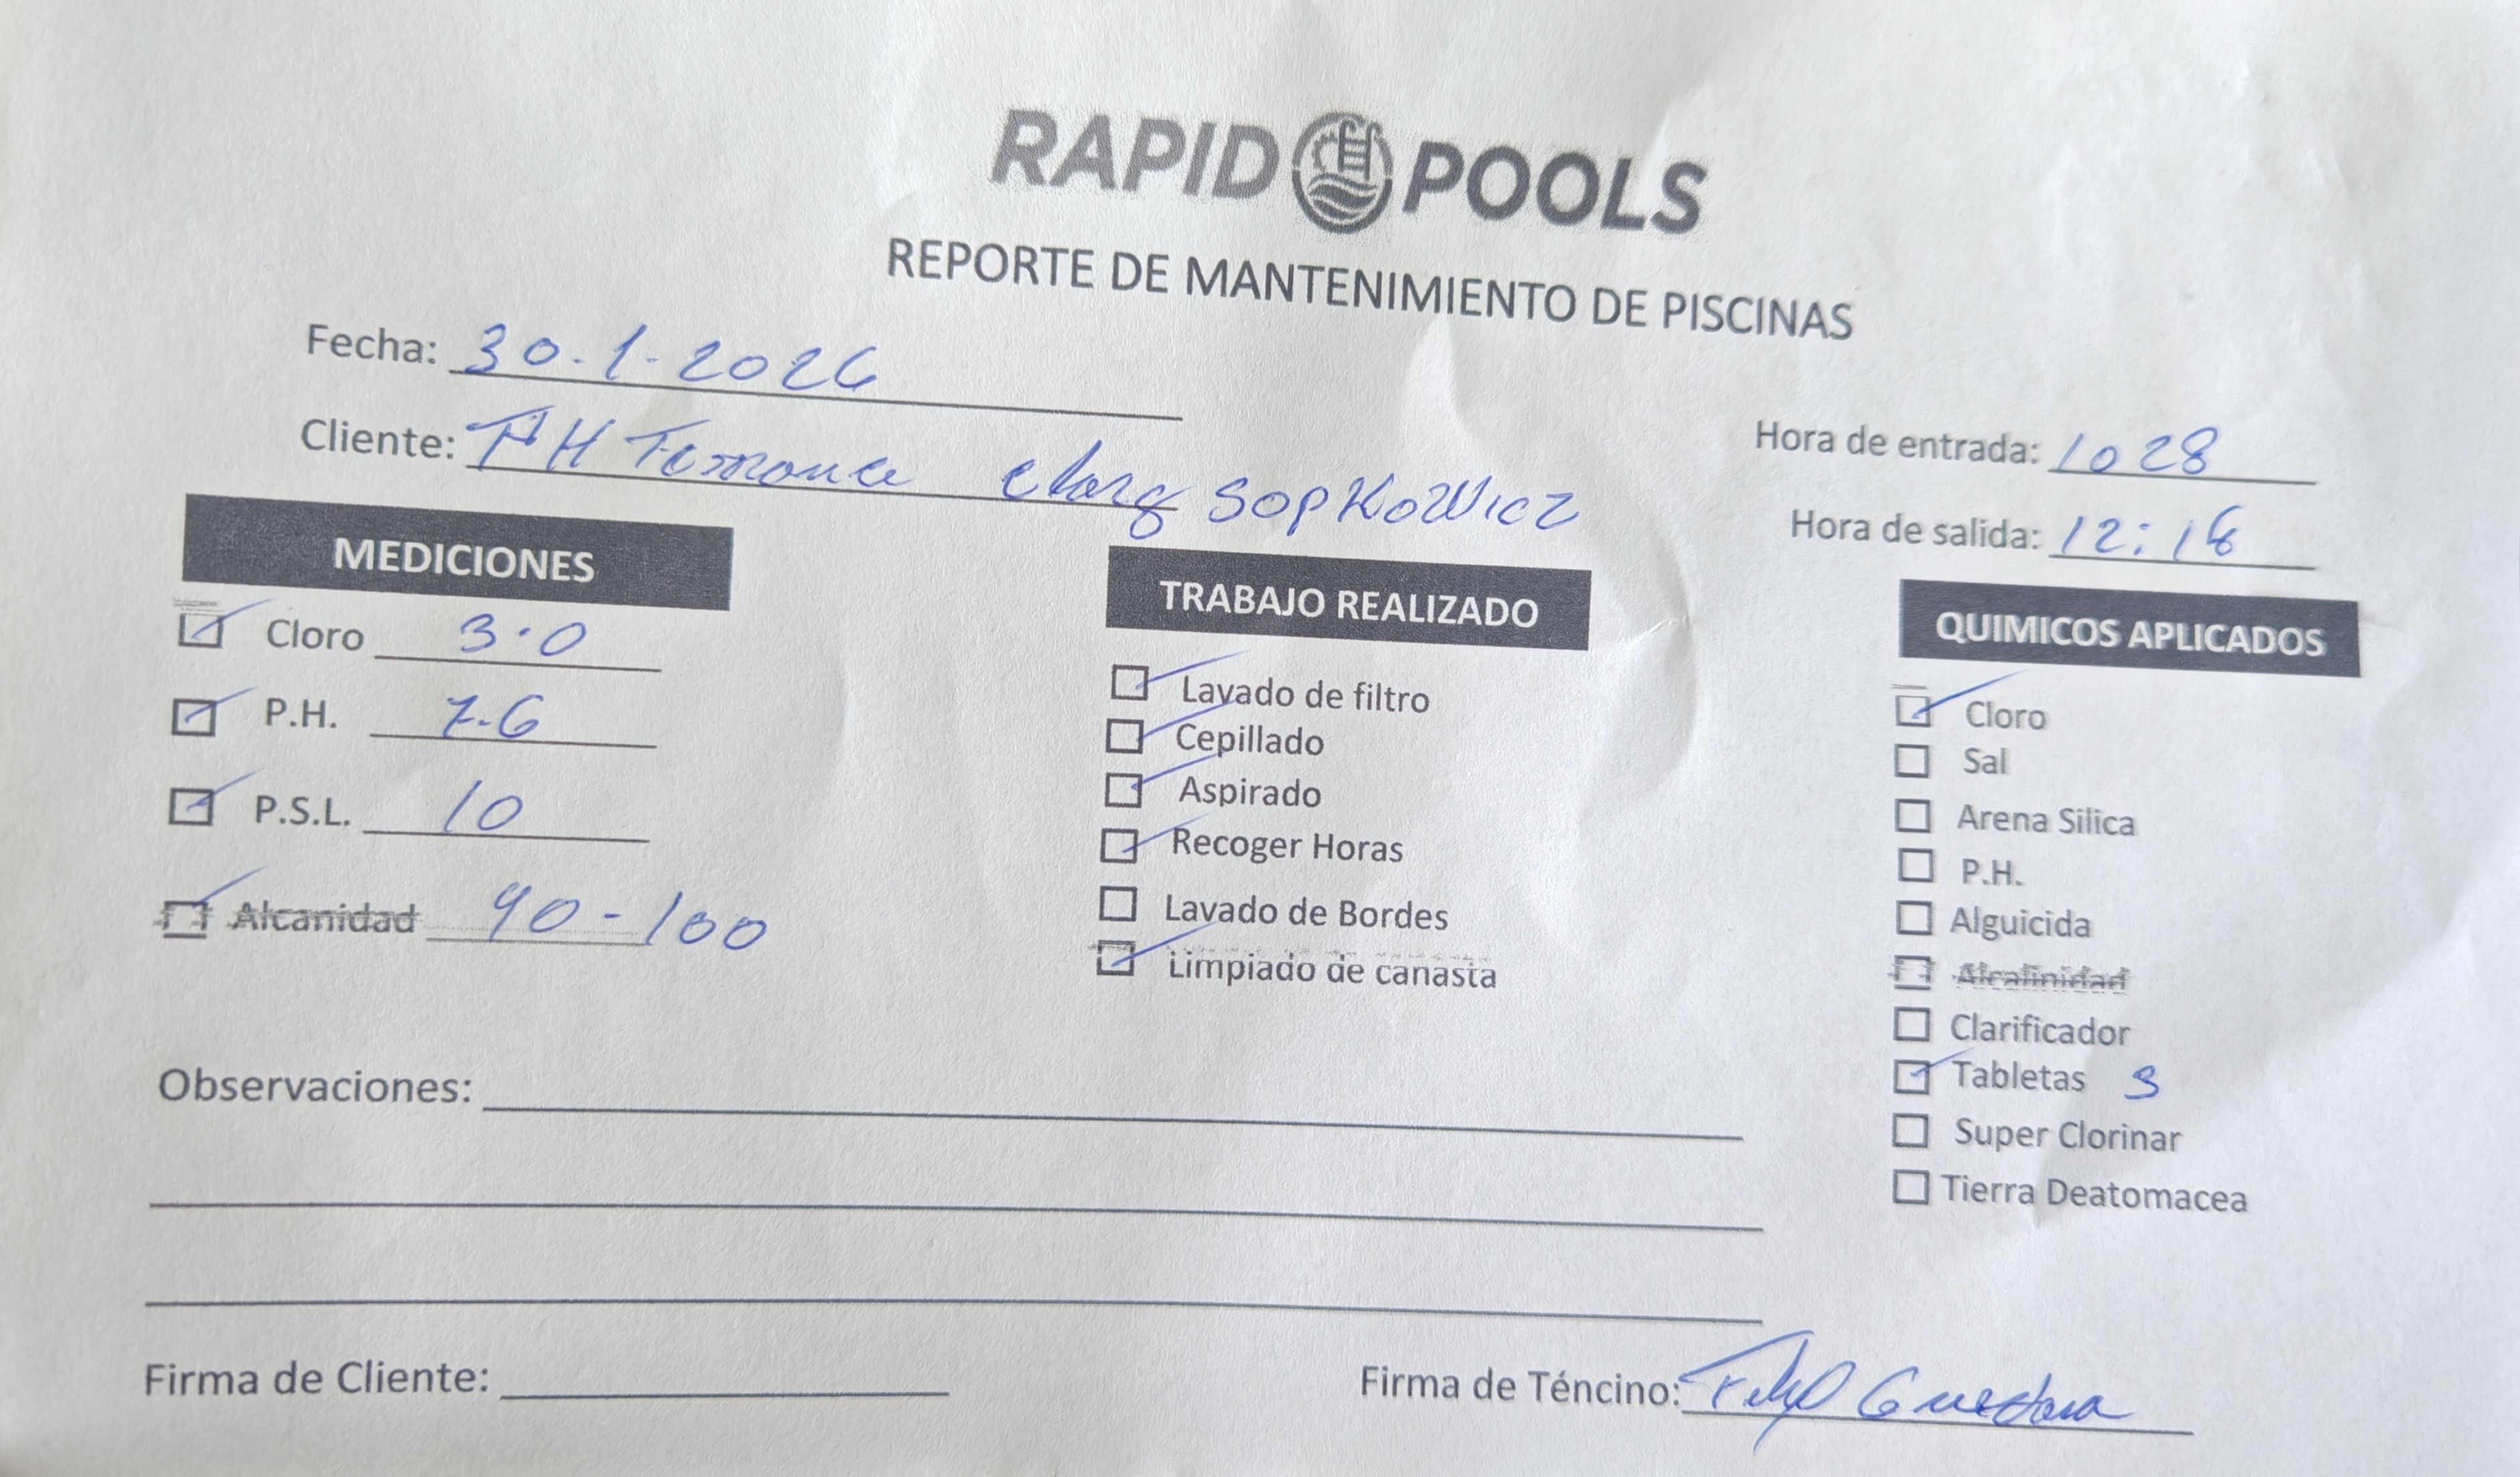 RAPID POOLS
REPORTE DE MANTENIMIENTO DE PISCINAS
Fecha: 30-1-2026
Cliente: PH Sopkowicz
Hora de entrada: 1028
Hora de salida: 12:16
MEDICIONES
Cloro 3.0
P.H. 7.6
P.S.L. 10
Alcanidad 90-100
TRABAJO REALIZADO
Lavado de filtro
Cepillado
Aspirado
Recoger Horas
Lavado de Bordes
Limpiado de canasta
QUIMICOS APLICADOS
Cloro
Sal
Arena Silica
P.H.
Alguicida
Alcalinidad
Clarificador
Tabletas 3
Super Clorinar
Tierra Deatomacea
Observaciones:
Firma de Cliente:
Firma de Téncino: